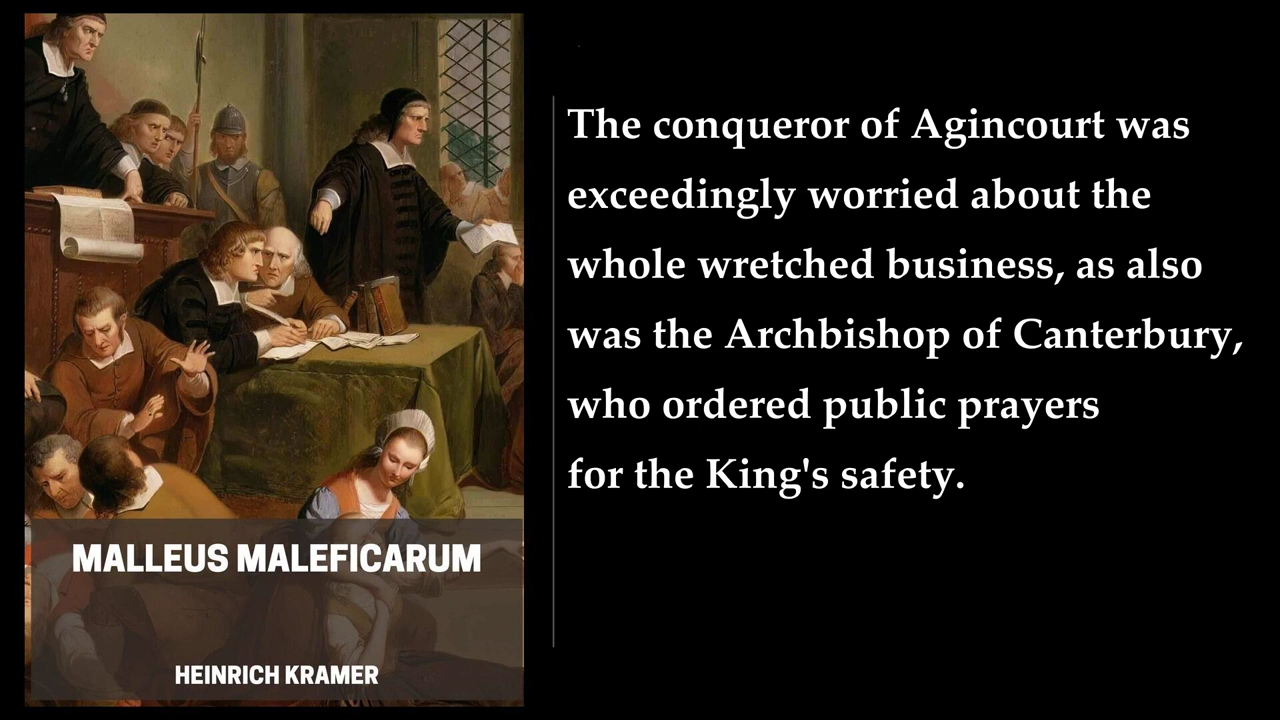 MALLEUS MALEFICARUM
HEINRICH KRAMER
The conqueror of Agincourt was
exceedingly worried about the
whole wretched business, as also
was the Archbishop of Canterbury,
who ordered public prayers
for the King's safety.